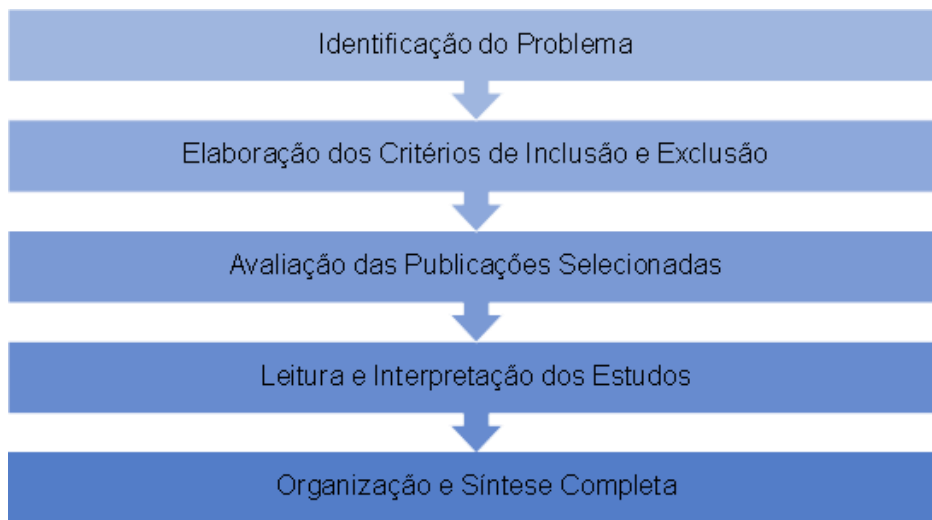 Identificação do Problema
Elaboração dos Critérios de Inclusão e Exclusão
Avaliação das Publicações Selecionadas
Leitura e Interpretação dos Estudos
Organização e Síntese Completa